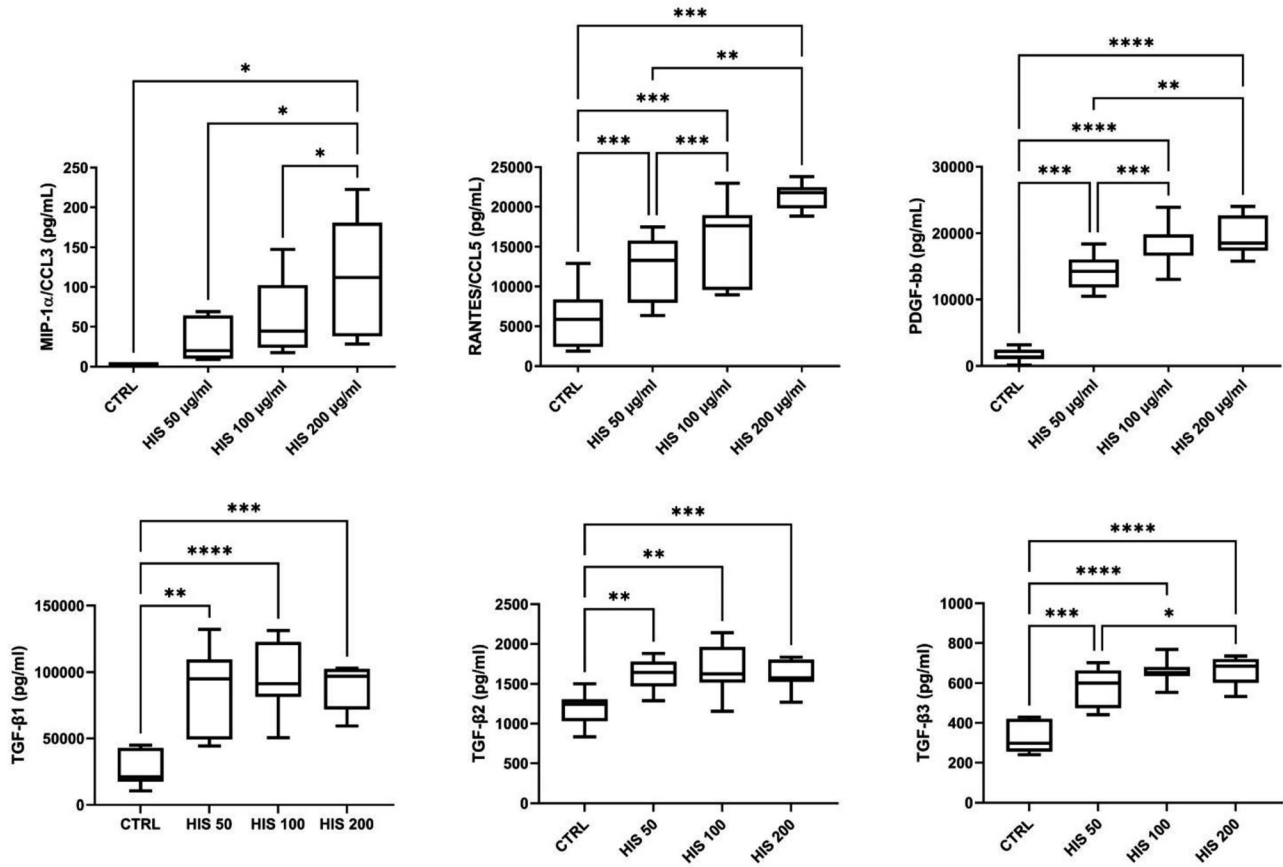 *
*
*
MIP-1α/CCL3 (pg/mL)
250
200
150
100
50
0
CTRL
HIS 50 µg/ml
HIS 100 µg/ml
HIS 200 µg/ml
***
**
***
*** ***
RANTES/CCL5 (pg/mL)
25000
20000
15000
10000
5000
0
CTRL
HIS 50 µg/ml
HIS 100 µg/ml
HIS 200 µg/ml
****
**
****
*** ***
PDGF-bb (pg/mL)
30000
20000
10000
0
CTRL
HIS 50 µg/ml
HIS 100 µg/ml
HIS 200 µg/ml
***
****
**
TGF-β1 (pg/ml)
150000
100000
50000
0
CTRL HIS 50 HIS 100 HIS 200
***
**
**
TGF-β2 (pg/ml)
2500
2000
1500
1000
500
0
CTRL
HIS 50
HIS 100
HIS 200
****
****
*** *
TGF-β3 (pg/ml)
1000
800
600
400
200
0
CTRL
HIS 50
HIS 100
HIS 200